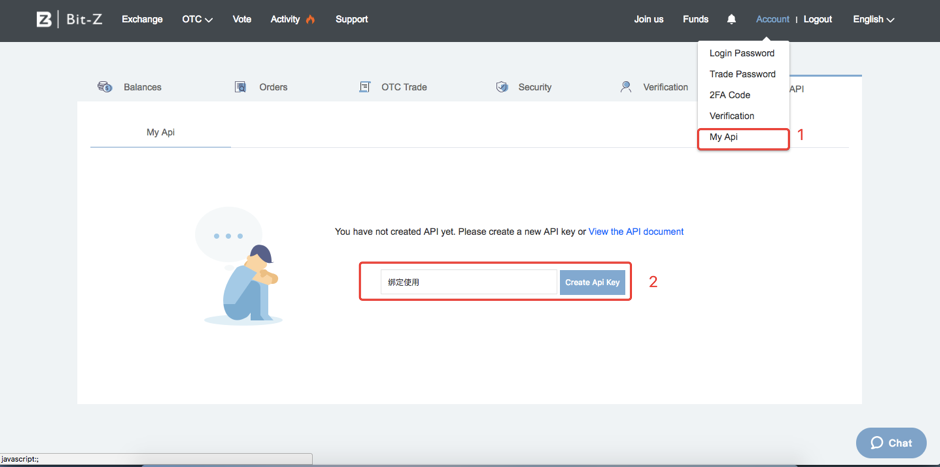 Bit-Z Exchange OTC Vote Activity Support Join us Funds Account | Logout English
Login Password
Trade Password
2FA Code
Verification
My Api 1
Balances Orders OTC Trade Security Verification API
My Api
You have not created API yet. Please create a new API key or View the API document
绑定使用 Create Api Key 2
Chat
javascript:;